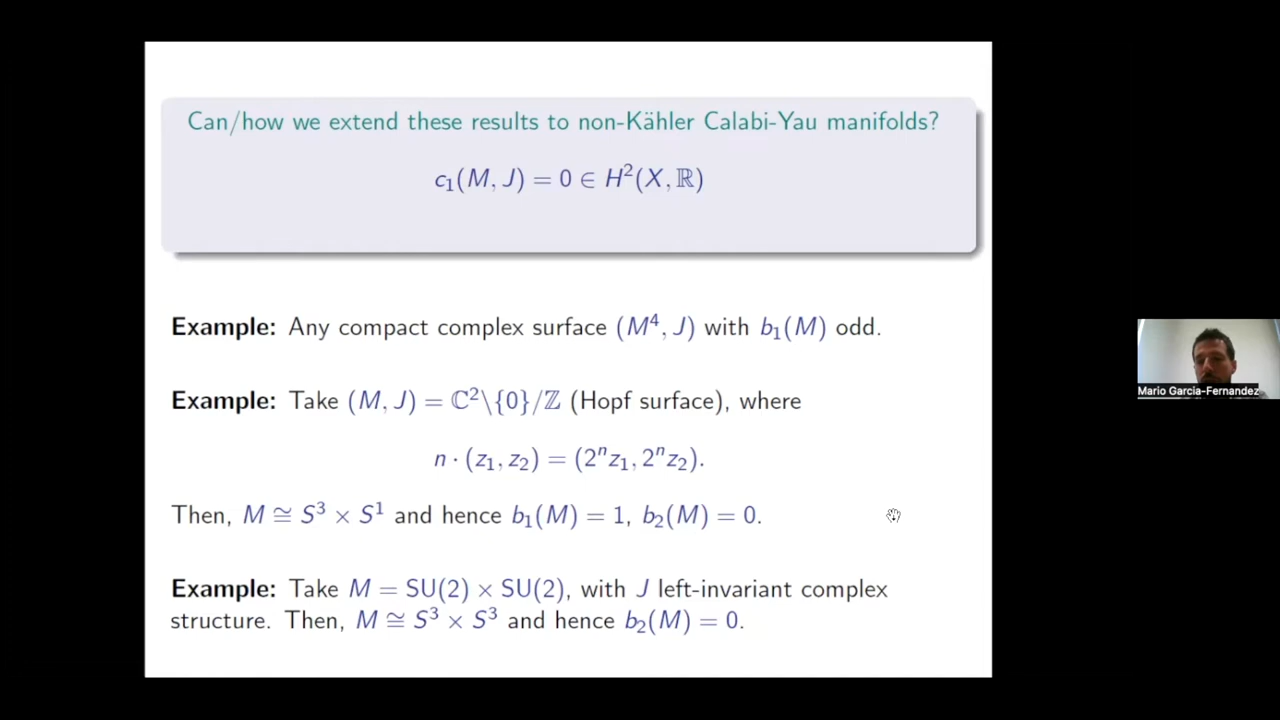 Can/how we extend these results to non-Kähler Calabi-Yau manifolds?
c₁(M, J) = 0 ∈ H²(X, ℝ)
Example: Any compact complex surface (M⁴, J) with b₁(M) odd.
Example: Take (M, J) = ℂ²\{0}/ℤ (Hopf surface), where
n · (z₁, z₂) = (2ⁿz₁, 2ⁿz₂).
Then, M ≅ S³ × S¹ and hence b₁(M) = 1, b₂(M) = 0.
Example: Take M = SU(2) × SU(2), with J left-invariant complex
structure. Then, M ≅ S³ × S³ and hence b₂(M) = 0.
Mario Garcia-Fernandez